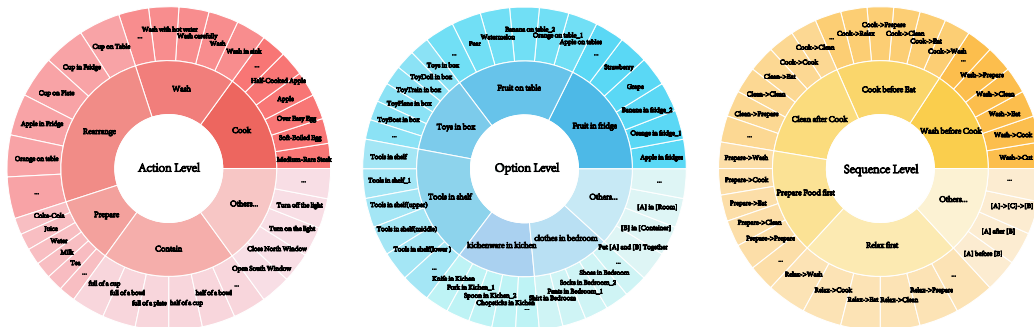 Action Level
Wash
Cook
Others...
Contain
Prepare
Rearrange
...
Wash with hot water
Wash carefully
Wash
Wash in sink
...
Half-Cooked Apple
Apple
Over Easy Egg
Soft-Boiled Egg
Medium-Rare Steak
...
Turn off the light
Turn on the light
Close North Window
Open South Window
...
half of a bowl
half of a cup
full of a plate
full of a bowl
full of a cup
...
Tea
Milk
Water
Juice
Coka-Cola
...
Orange on table
Apple in Fridge
Cup on Plate
Cup in Fridge
Cup on Table
Option Level
Fruit on table
Fruit in fridge
Others...
clothes in bedroom
kichenware in kichen
Tools in shelf
Toys in box
...
Pear
Watermelon
Banana on table_2
Orange on table_1
Apple on tables
...
Strawberry
Grape
Banana in fridge_2
Orange in fridge_1
Apple in fridges
...
[A] in [Room]
[B] in [Container]
Put [A] and [B] Together
...
Shoes in Bedroom
Socks in Bedroom_2
Pants in Bedroom_1
Shirt in Bedroom
...
Chopsticks in Kichen
Spoon in Kichen_2
Fork in Kichen_1
Knife in Kichen
...
Tools in shelf(lower )
Tools in shelf(middle)
Tools in shelf(upper)
Tools in shelf_1
Tools in shelf
...
ToyBoat in box
ToyPlane in box
ToyTrain in box
ToyDoll in box
Toys in box
Sequence Level
Cook before Eat
Wash before Cook
Others...
Relax first
Prepare Food first
Clean after Cook
...
Cook->Relax
Cook->Prepare
Cook->Clean
Cook->Eat
Cook->Wash
...
Wash->Prepare
Wash->Clean
Wash->Eat
Wash->Cook
Wash->Cut
...
[A]->[C]->[B]
[A] after [B]
[A] before [B]
...
Relax->Prepare
Relax->Clean
Relax->Eat
Relax->Cook
Relax->Wash
...
Prepare->Prepare
Prepare->Clean
Prepare->Eat
Prepare->Cook
Prepare->Wash
...
Clean->Prepare
Clean->Clean
Clean->Eat
Cook->Cook
Cook->Clean